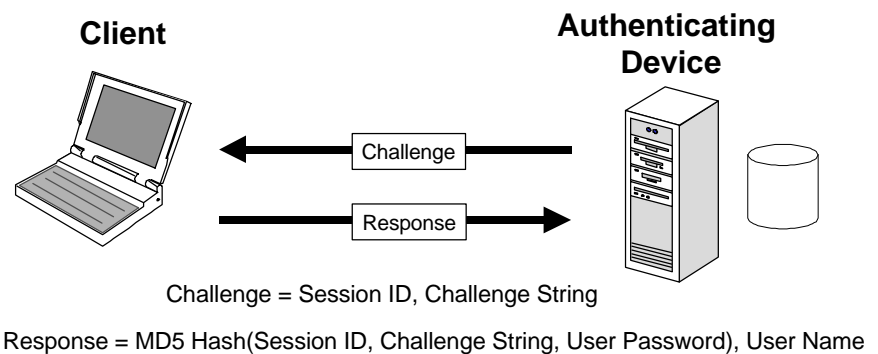 Client
Authenticating
Device
Challenge
Response
Challenge = Session ID, Challenge String
Response = MD5 Hash(Session ID, Challenge String, User Password), User Name